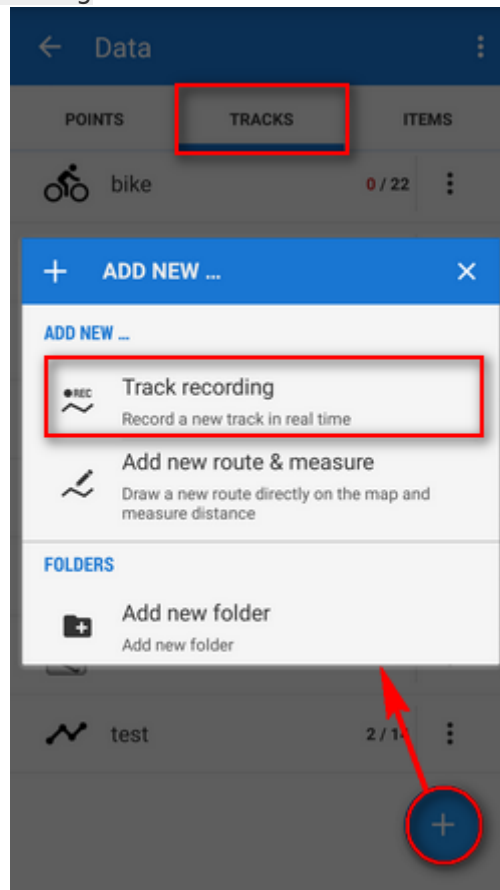 Data
POINTS TRACKS ITEMS
bike 0 / 22
ADD NEW ...
ADD NEW ...
REC Track recording
Record a new track in real time
Add new route & measure
Draw a new route directly on the map and
measure distance
FOLDERS
Add new folder
Add new folder
test 2 /